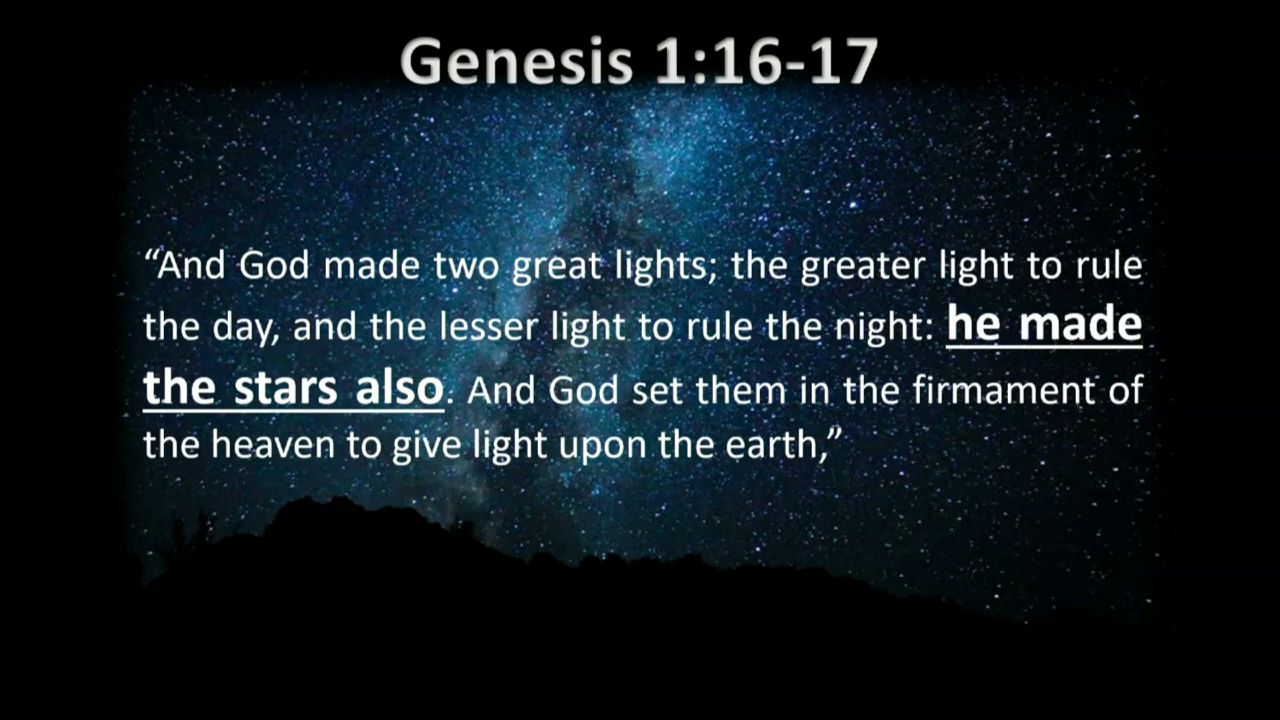 Genesis 1:16-17
“And God made two great lights; the greater light to rule
the day, and the lesser light to rule the night: he made
the stars also. And God set them in the firmament of
the heaven to give light upon the earth,”